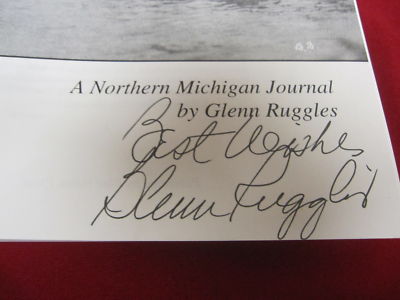 A Northern Michigan Journal
by Glenn Ruggles
Best Wishes
Glenn Ruggles